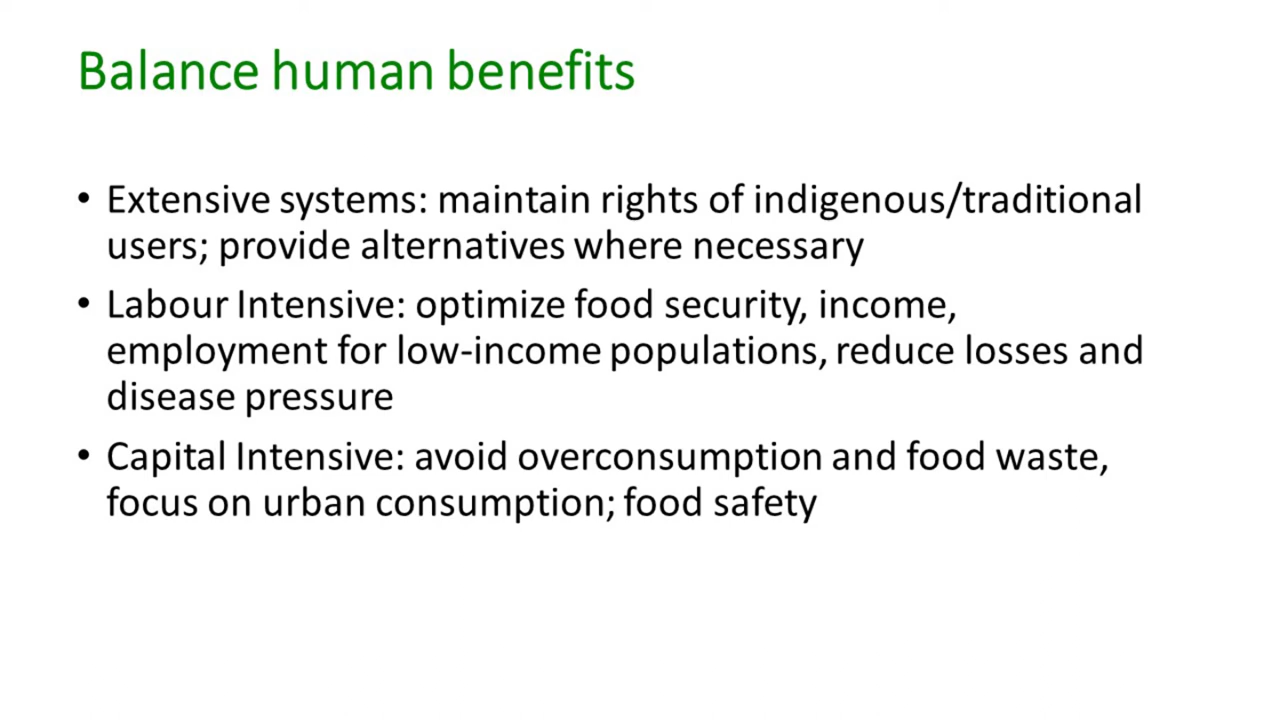 Balance human benefits
• Extensive systems: maintain rights of indigenous/traditional
users; provide alternatives where necessary
• Labour Intensive: optimize food security, income,
employment for low-income populations, reduce losses and
disease pressure
• Capital Intensive: avoid overconsumption and food waste,
focus on urban consumption; food safety